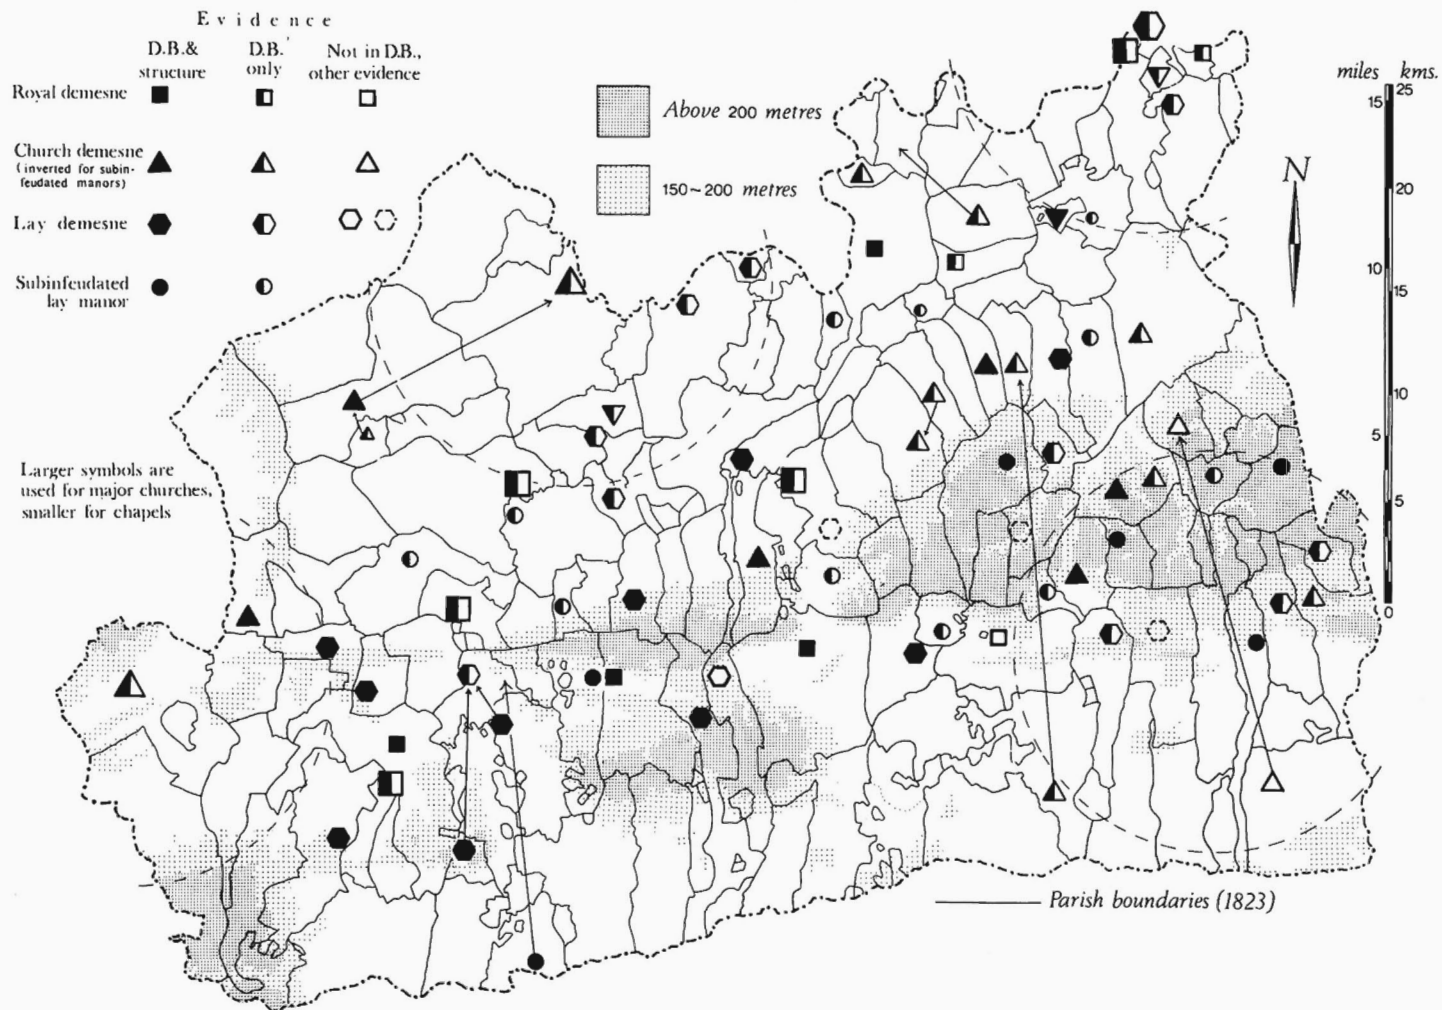 Evidence
D.B.& structure
D.B.' only
Not in D.B., other evidence
Royal demesne
Church demesne
(inverted for subin-
feudated manors)
Lay demesne
Subinfeudated
lay manor
Larger symbols are
used for major churches,
smaller for chapels
Above 200 metres
150~200 metres
miles kms.
15 25
20
10
15
10
5
5
0
N
Parish boundaries (1823)